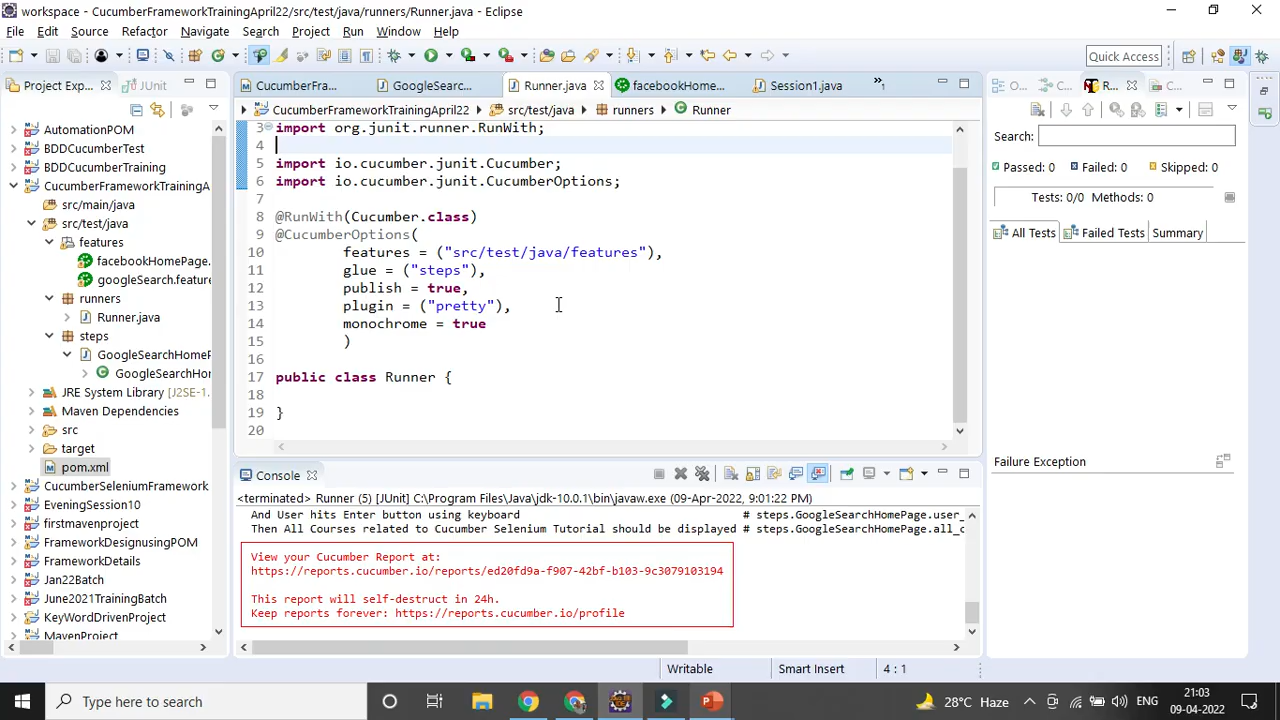 workspace - CucumberFrameworkTrainingApril22/src/test/java/runners/Runner.java - Eclipse
File Edit Source Refactor Navigate Search Project Run Window Help
Quick Access
Project Exp... JUnit
CucumberFra... GoogleSearc... Runner.java facebookHome... Session1.java
O... C... R... C...
CucumberFrameworkTrainingApril22 src/test/java runners Runner
AutomationPOM
BDDCucumberTest
BDDCucumberTraining
CucumberFrameworkTrainingA
src/main/java
src/test/java
features
facebookHomePage.
googleSearch.feature
runners
Runner.java
steps
GoogleSearchHomeP
GoogleSearchHor
JRE System Library [J2SE-1.
Maven Dependencies
src
target
pom.xml
CucumberSeleniumFramework
EveningSession10
firstmavenproject
FrameworkDesignusingPOM
FrameworkDetails
Jan22Batch
June2021TrainingBatch
KeyWordDrivenProject
MavenProject
3 import org.junit.runner.RunWith;
4
5 import io.cucumber.junit.Cucumber;
6 import io.cucumber.junit.CucumberOptions;
7
8 @RunWith(Cucumber.class)
9 @CucumberOptions(
10 features = ("src/test/java/features"),
11 glue = ("steps"),
12 publish = true,
13 plugin = ("pretty"),
14 monochrome = true
15 )
16
17 public class Runner {
18
19 }
20
Search:
Passed: 0 Failed: 0 Skipped: 0
Tests: 0/0 Methods: 0
All Tests Failed Tests Summary
Failure Exception
Console
<terminated> Runner (5) [JUnit] C:\Program Files\Java\jdk-10.0.1\bin\javaw.exe (09-Apr-2022, 9:01:22 PM)
And User hits Enter button using keyboard # steps.GoogleSearchHomePage.user_
Then All Courses related to Cucumber Selenium Tutorial should be displayed # steps.GoogleSearchHomePage.all_c
View your Cucumber Report at:
https://reports.cucumber.io/reports/ed20fd9a-f907-42bf-b103-9c3079103194
This report will self-destruct in 24h.
Keep reports forever: https://reports.cucumber.io/profile
Writable Smart Insert 4 : 1
Type here to search
28°C Haze
ENG
21:03
09-04-2022